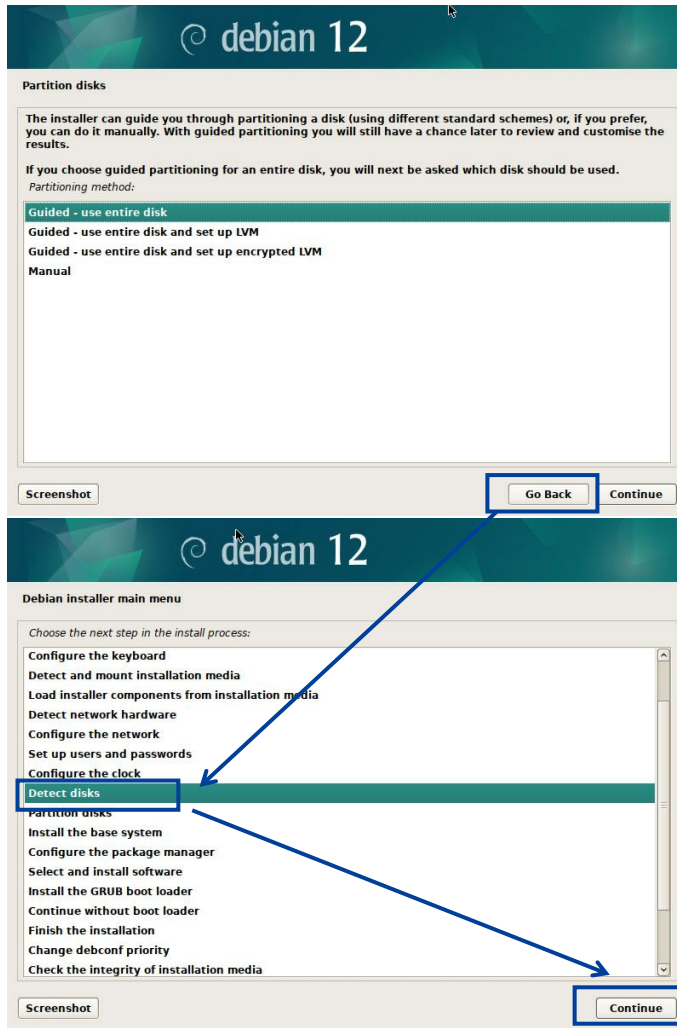 debian 12
Partition disks
The installer can guide you through partitioning a disk (using different standard schemes) or, if you prefer,
you can do it manually. With guided partitioning you will still have a chance later to review and customise the
results.
If you choose guided partitioning for an entire disk, you will next be asked which disk should be used.
Partitioning method:
Guided - use entire disk
Guided - use entire disk and set up LVM
Guided - use entire disk and set up encrypted LVM
Manual
Screenshot Go Back Continue
debian 12
Debian installer main menu
Choose the next step in the install process:
Configure the keyboard
Detect and mount installation media
Load installer components from installation media
Detect network hardware
Configure the network
Set up users and passwords
Configure the clock
Detect disks
Partition disks
Install the base system
Configure the package manager
Select and install software
Install the GRUB boot loader
Continue without boot loader
Finish the installation
Change debconf priority
Check the integrity of installation media
Screenshot Continue